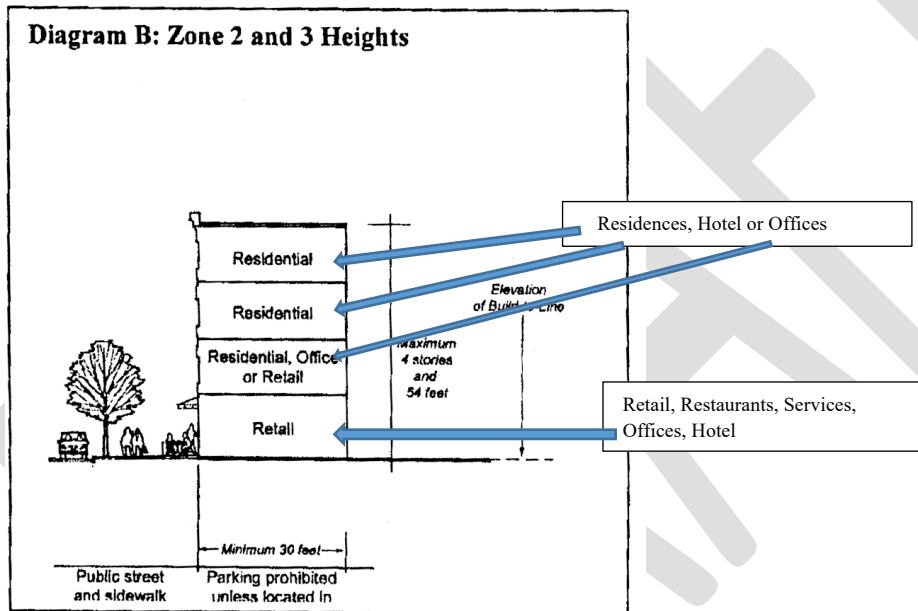 Diagram B: Zone 2 and 3 Heights
Residences, Hotel or Offices
Residential
Elevation
of Build-to-Line
Residential
Maximum
4 stories
and
54 feet
Residential, Office
or Retail
Retail, Restaurants, Services,
Offices, Hotel
Retail
Minimum 30 feet
Public street
and sidewalk
Parking prohibited
unless located in